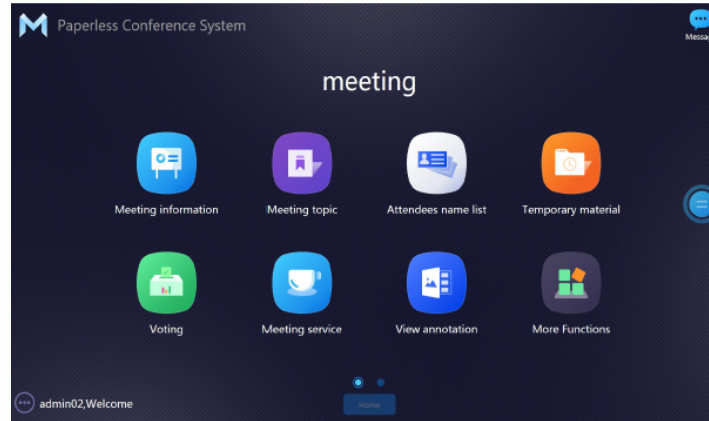 Paperless Conference System
Messag
meeting
Meeting information
Meeting topic
Attendees name list
Temporary material
Voting
Meeting service
View annotation
More Functions
admin02,Welcome
Home